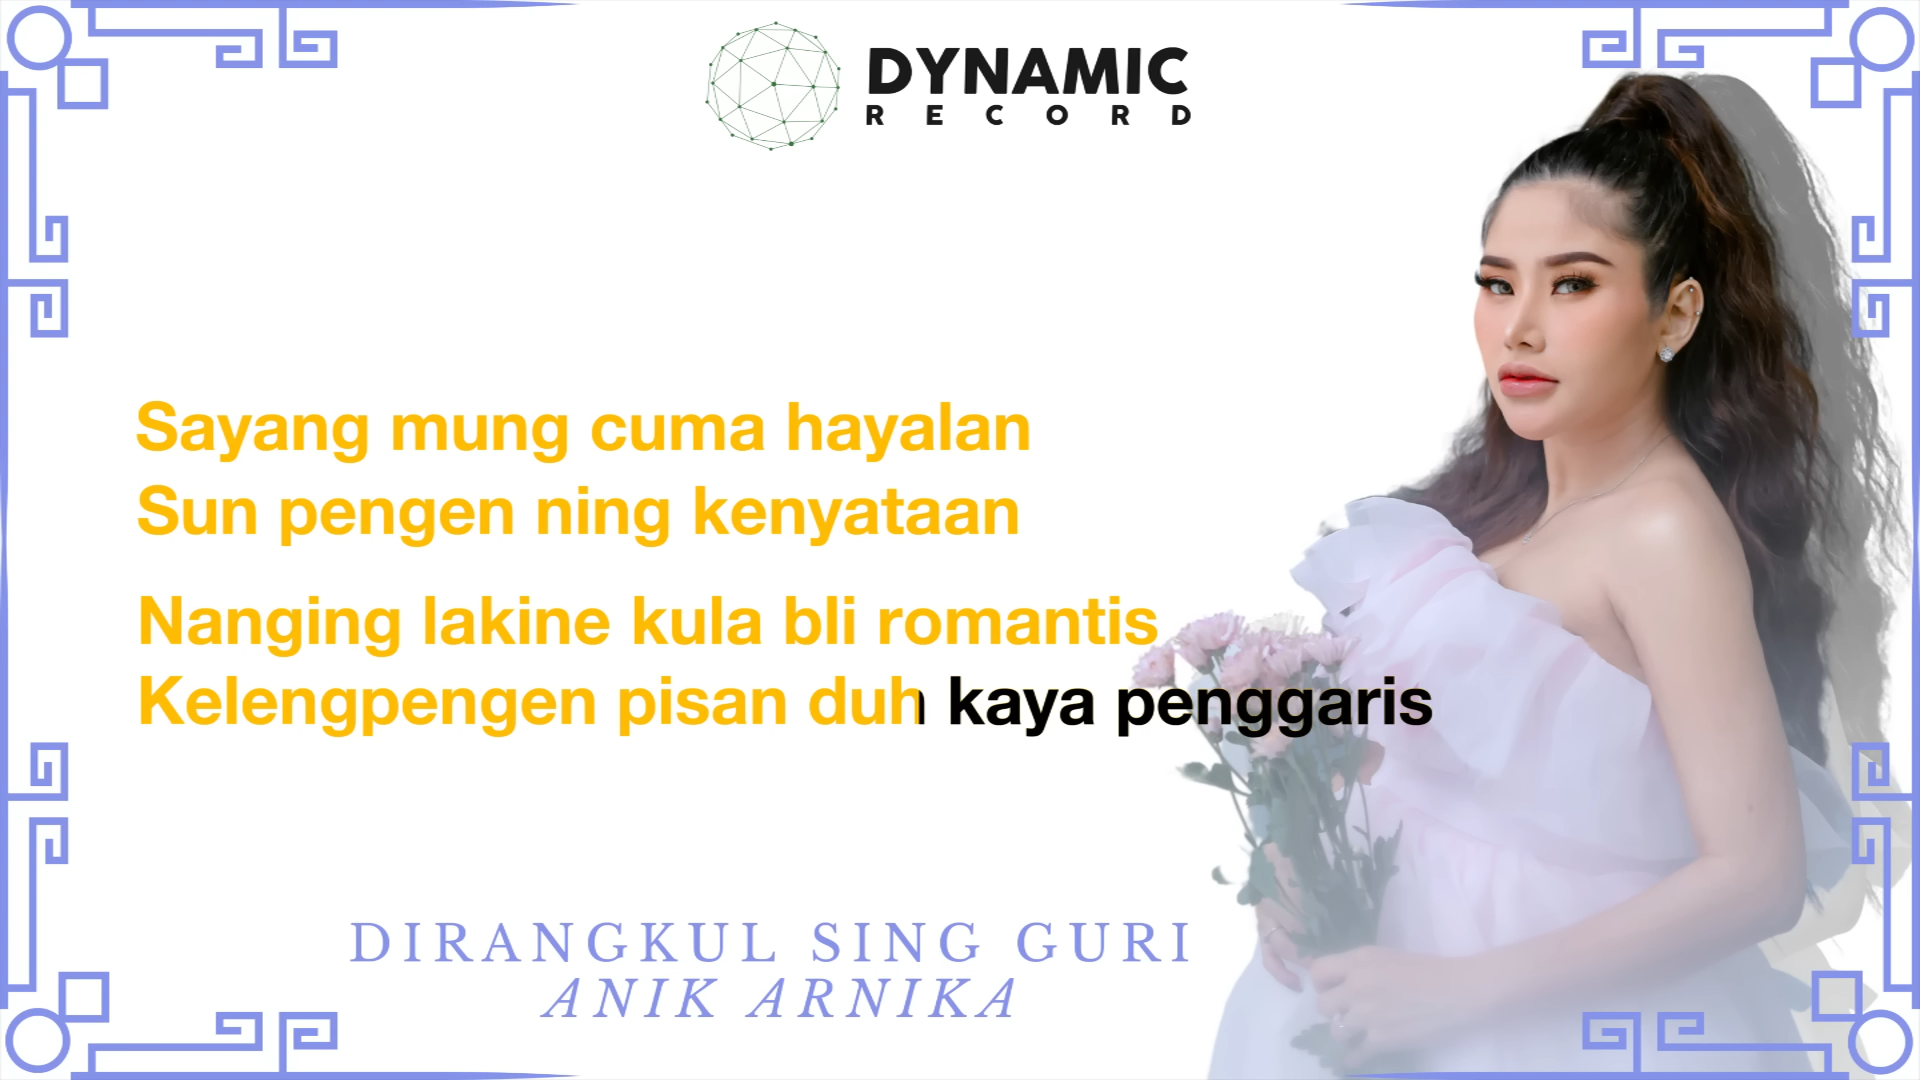 DYNAMIC
RECORD
Sayang mung cuma hayalan
Sun pengen ning kenyataan
Nanging lakine kula bli romantis
Kelengpengen pisan duh kaya penggaris
DIRANGKUL SING GURI
ANIK ARNIKA